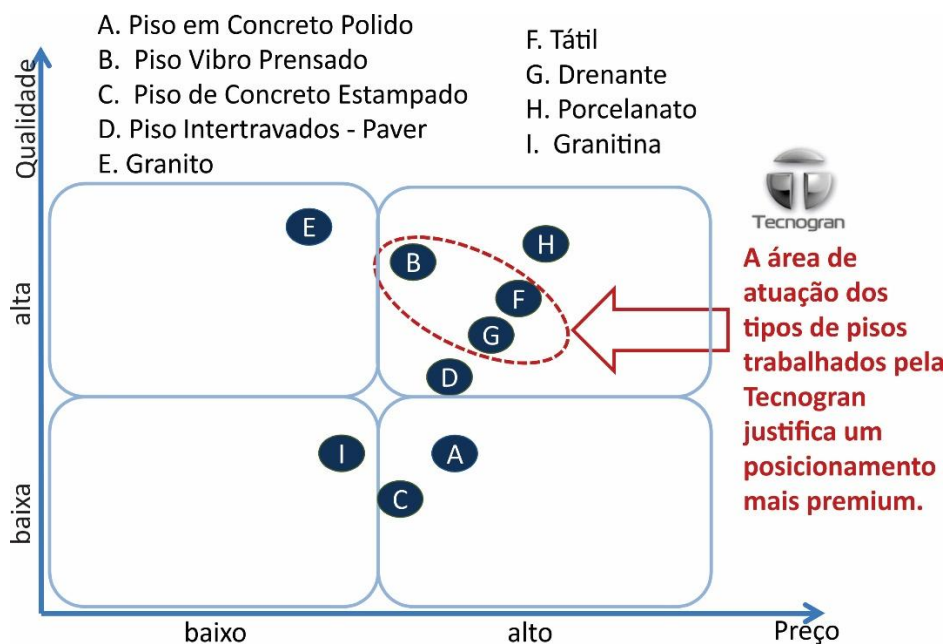 A. Piso em Concreto Polido
B. Piso Vibro Prensado
C. Piso de Concreto Estampado
D. Piso Intertravados - Paver
E. Granito
F. Tátil
G. Drenante
H. Porcelanato
I. Granitina
Qualidade
alta
baixa
E
B
H
F
G
D
I
A
C
Tecnogran
A área de
atuação dos
tipos de pisos
trabalhados pela
Tecnogran
justifica um
posicionamento
mais premium.
baixo
alto
Preço